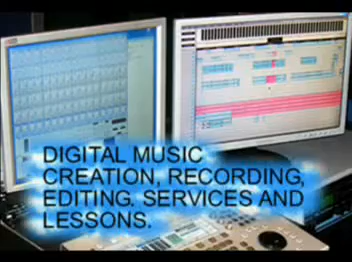 DIGITAL MUSIC
CREATION, RECORDING,
EDITING. SERVICES AND
LESSONS.